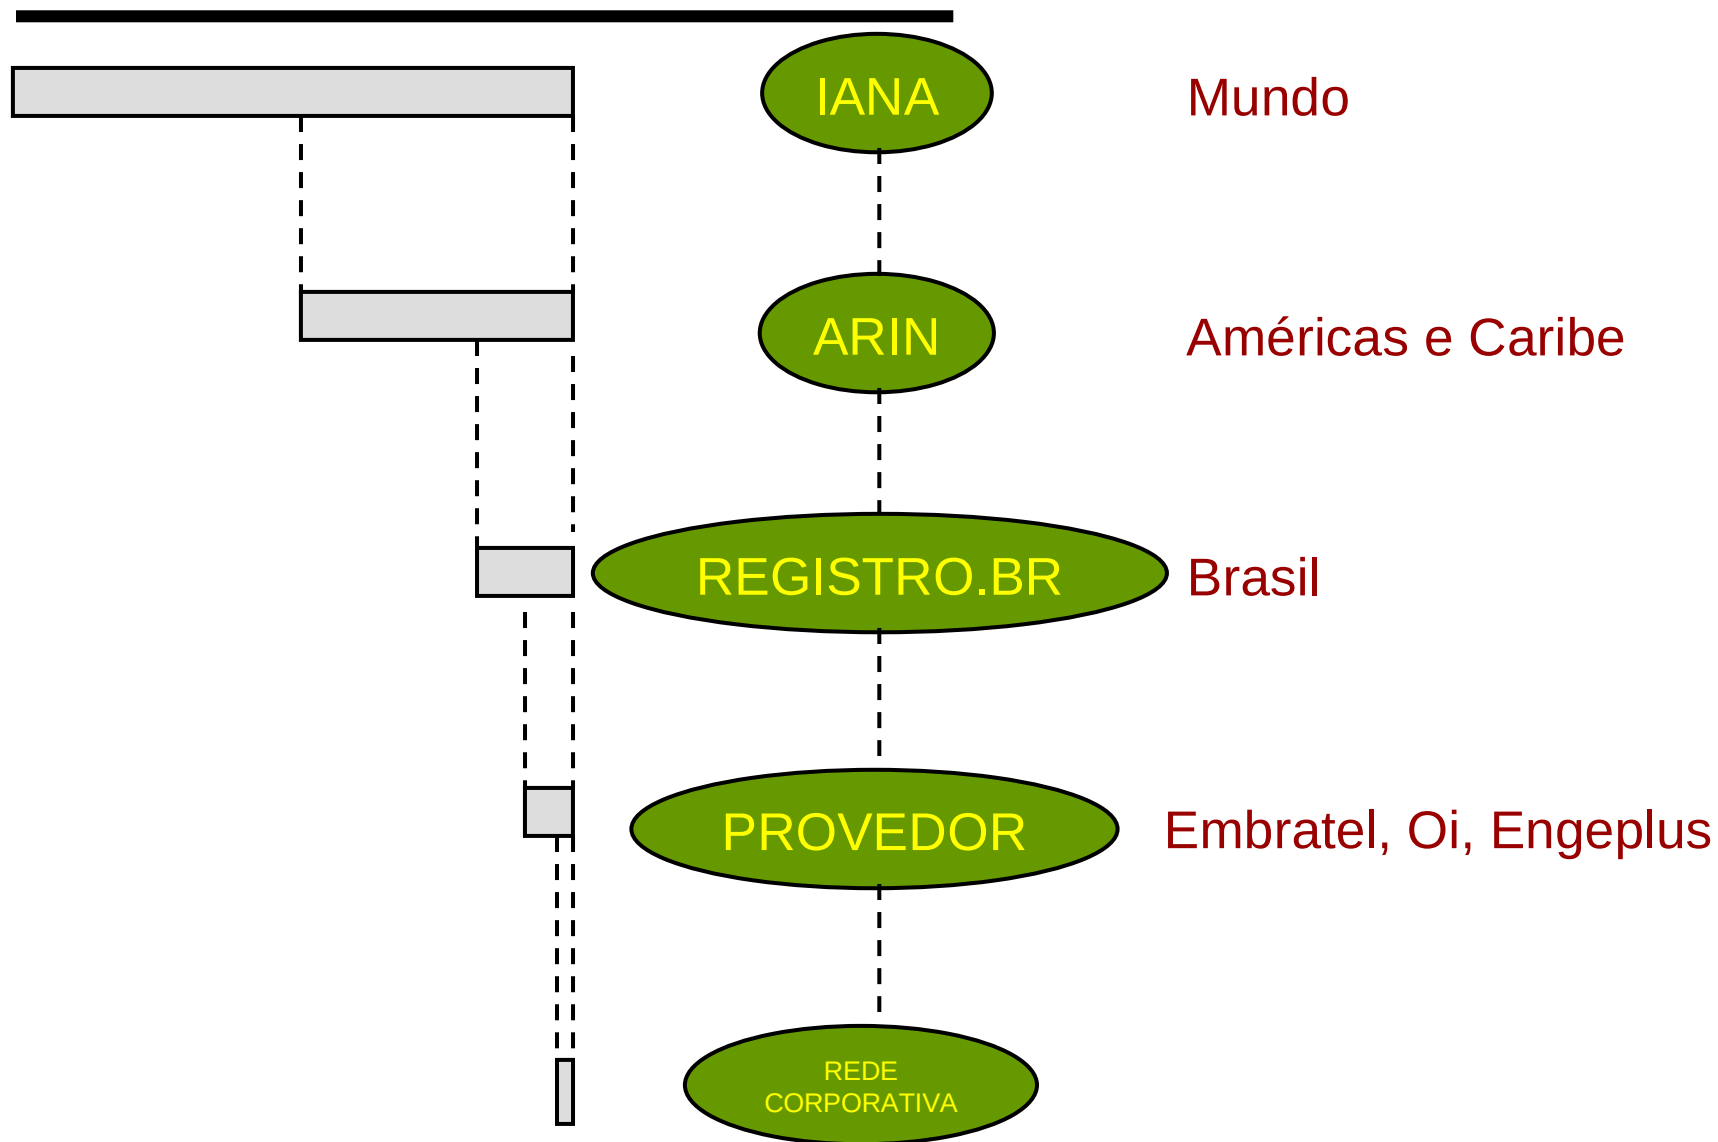 IANA
Mundo
ARIN
Américas e Caribe
REGISTRO.BR
Brasil
PROVEDOR
Embratel, Oi, Engeplus
REDE
CORPORATIVA